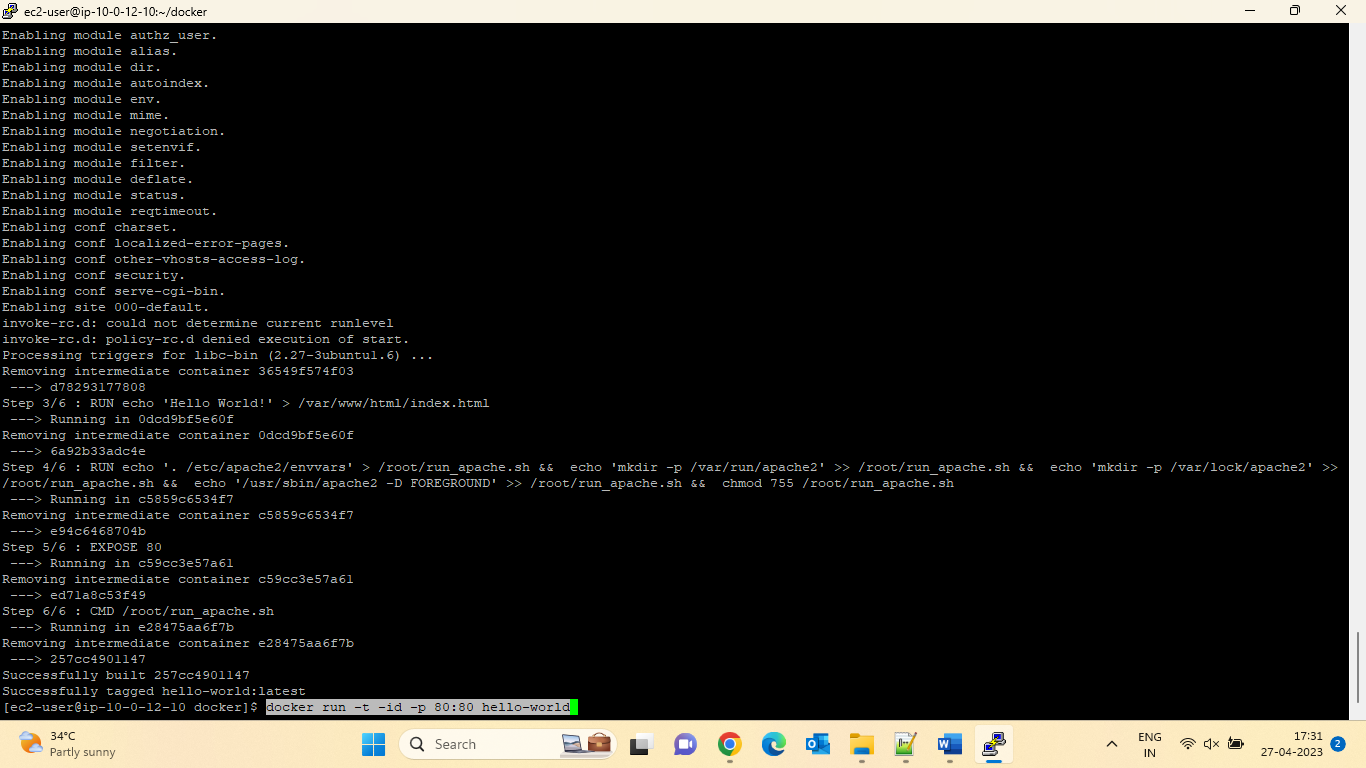 ec2-user@ip-10-0-12-10:~/docker
Enabling module authz_user.
Enabling module alias.
Enabling module dir.
Enabling module autoindex.
Enabling module env.
Enabling module mime.
Enabling module negotiation.
Enabling module setenvif.
Enabling module filter.
Enabling module deflate.
Enabling module status.
Enabling module reqtimeout.
Enabling conf charset.
Enabling conf localized-error-pages.
Enabling conf other-vhosts-access-log.
Enabling conf security.
Enabling conf serve-cgi-bin.
Enabling site 000-default.
invoke-rc.d: could not determine current runlevel
invoke-rc.d: policy-rc.d denied execution of start.
Processing triggers for libc-bin (2.27-3ubuntu1.6) ...
Removing intermediate container 36549f574f03
 ---> d78293177808
Step 3/6 : RUN echo 'Hello World!' > /var/www/html/index.html
 ---> Running in 0dcd9bf5e60f
Removing intermediate container 0dcd9bf5e60f
 ---> 6a92b33adc4e
Step 4/6 : RUN echo '. /etc/apache2/envvars' > /root/run_apache.sh &&  echo 'mkdir -p /var/run/apache2' >> /root/run_apache.sh &&  echo 'mkdir -p /var/lock/apache2' >>
/root/run_apache.sh &&  echo '/usr/sbin/apache2 -D FOREGROUND' >> /root/run_apache.sh &&  chmod 755 /root/run_apache.sh
 ---> Running in c5859c6534f7
Removing intermediate container c5859c6534f7
 ---> e94c6468704b
Step 5/6 : EXPOSE 80
 ---> Running in c59cc3e57a61
Removing intermediate container c59cc3e57a61
 ---> ed71a8c53f49
Step 6/6 : CMD /root/run_apache.sh
 ---> Running in e28475aa6f7b
Removing intermediate container e28475aa6f7b
 ---> 257cc4901147
Successfully built 257cc4901147
Successfully tagged hello-world:latest
[ec2-user@ip-10-0-12-10 docker]$ docker run -t -id -p 80:80 hello-world
34°C
Partly sunny
Search
ENG
IN
17:31
27-04-2023
2